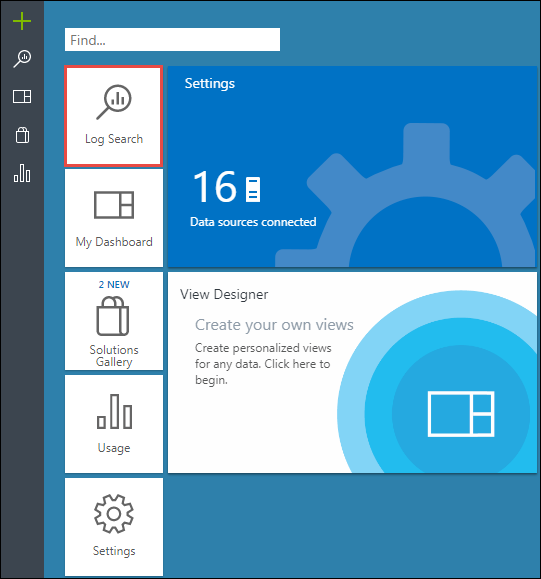 Find...
Log Search
Settings
16
Data sources connected
My Dashboard
2 NEW
Solutions
Gallery
View Designer
Create your own views
Create personalized views
for any data. Click here to
begin.
Usage
Settings